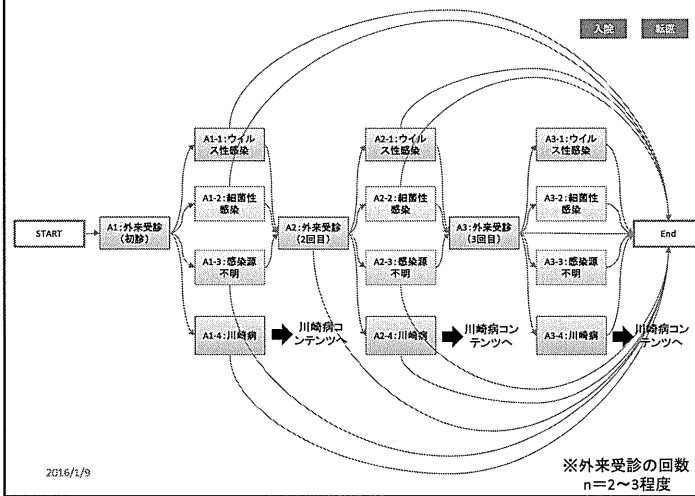 入院
転医
A1-1:ウイル
ス性感染
A2-1:ウイル
ス性感染
A3-1:ウイル
ス性感染
A1-2:細菌性
感染
A2-2:細菌性
感染
A3-2:細菌性
感染
START
A1:外来受診
(初診)
A2:外来受診
(2回目)
A3:外来受診
(3回目)
End
A1-3:感染源
不明
A2-3:感染源
不明
A3-3:感染源
不明
A1-4:川崎病
川崎病コ
ンテンツへ
A2-4:川崎病
川崎病コン
テンツへ
A3-4:川崎病
川崎病コン
テンツへ
2016/1/9
※外来受診の回数
n=2～3程度